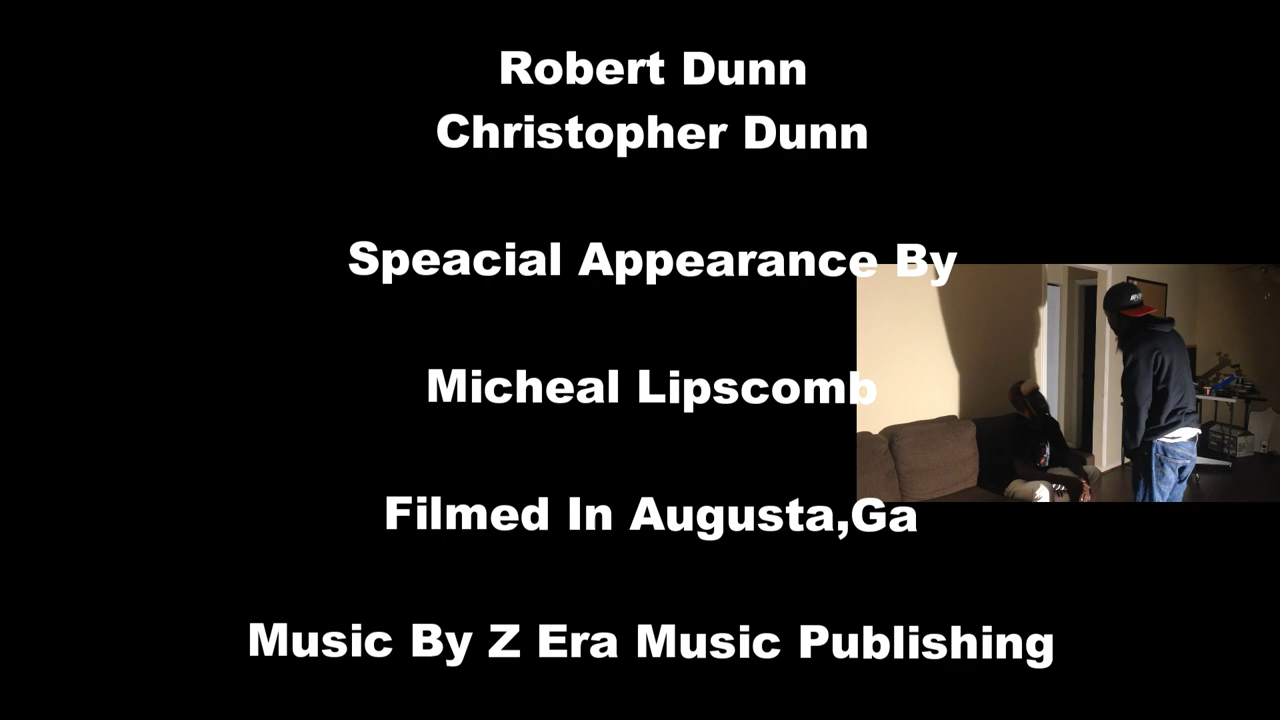 Robert Dunn
Christopher Dunn
Speacial Appearance By
Micheal Lipscomb
Filmed In Augusta,Ga
Music By Z Era Music Publishing